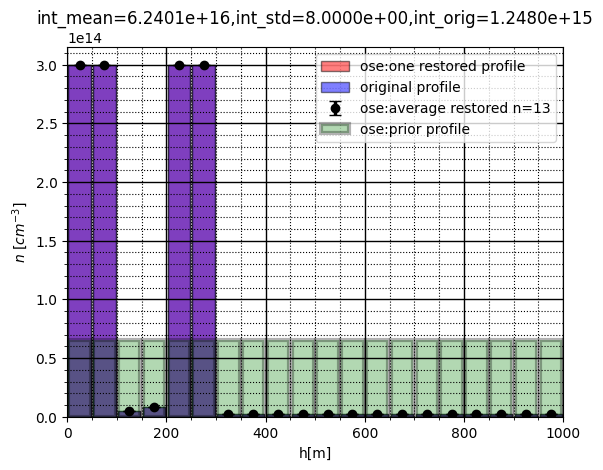 int_mean=6.2401e+16,int_std=8.0000e+00,int_orig=1.2480e+15
1e14
3.0
2.5
2.0
1.5
1.0
0.5
0.0
n [cm⁻³]
ose:one restored profile
original profile
ose:average restored n=13
ose:prior profile
0 200 400 600 800 1000
h[m]